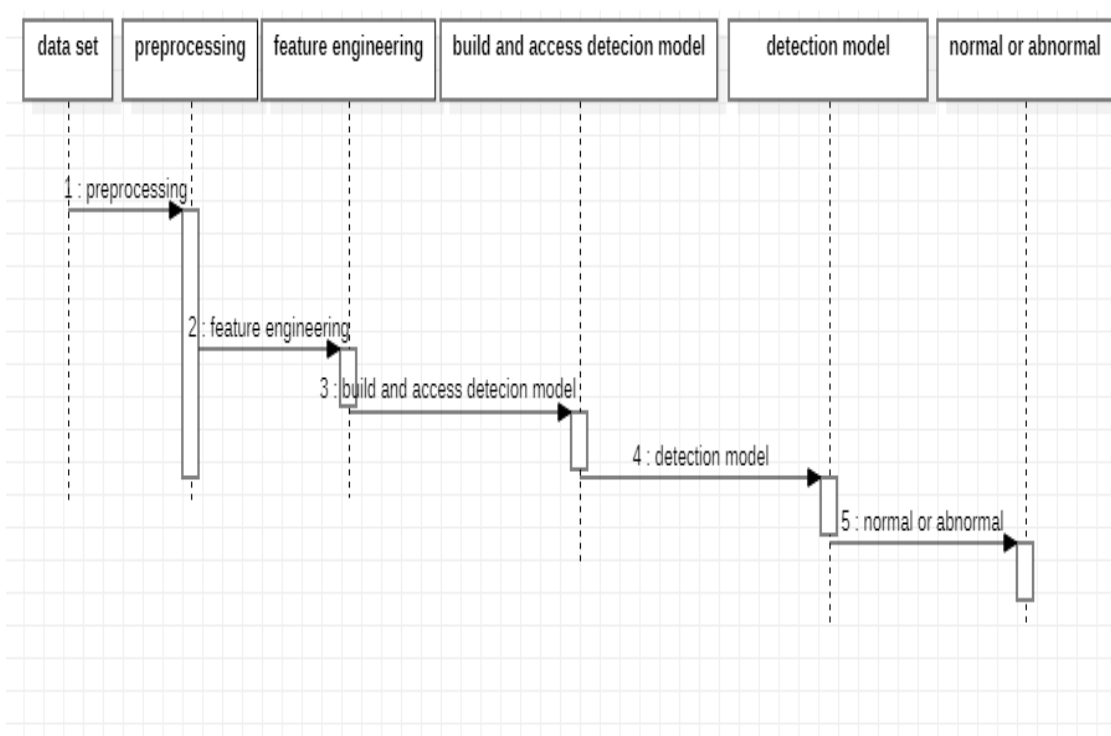 data set
preprocessing
feature engineering
build and access detecion model
detection model
normal or abnormal
1 : preprocessing
2 : feature engineering
3 : build and access detecion model
4 : detection model
5 : normal or abnormal